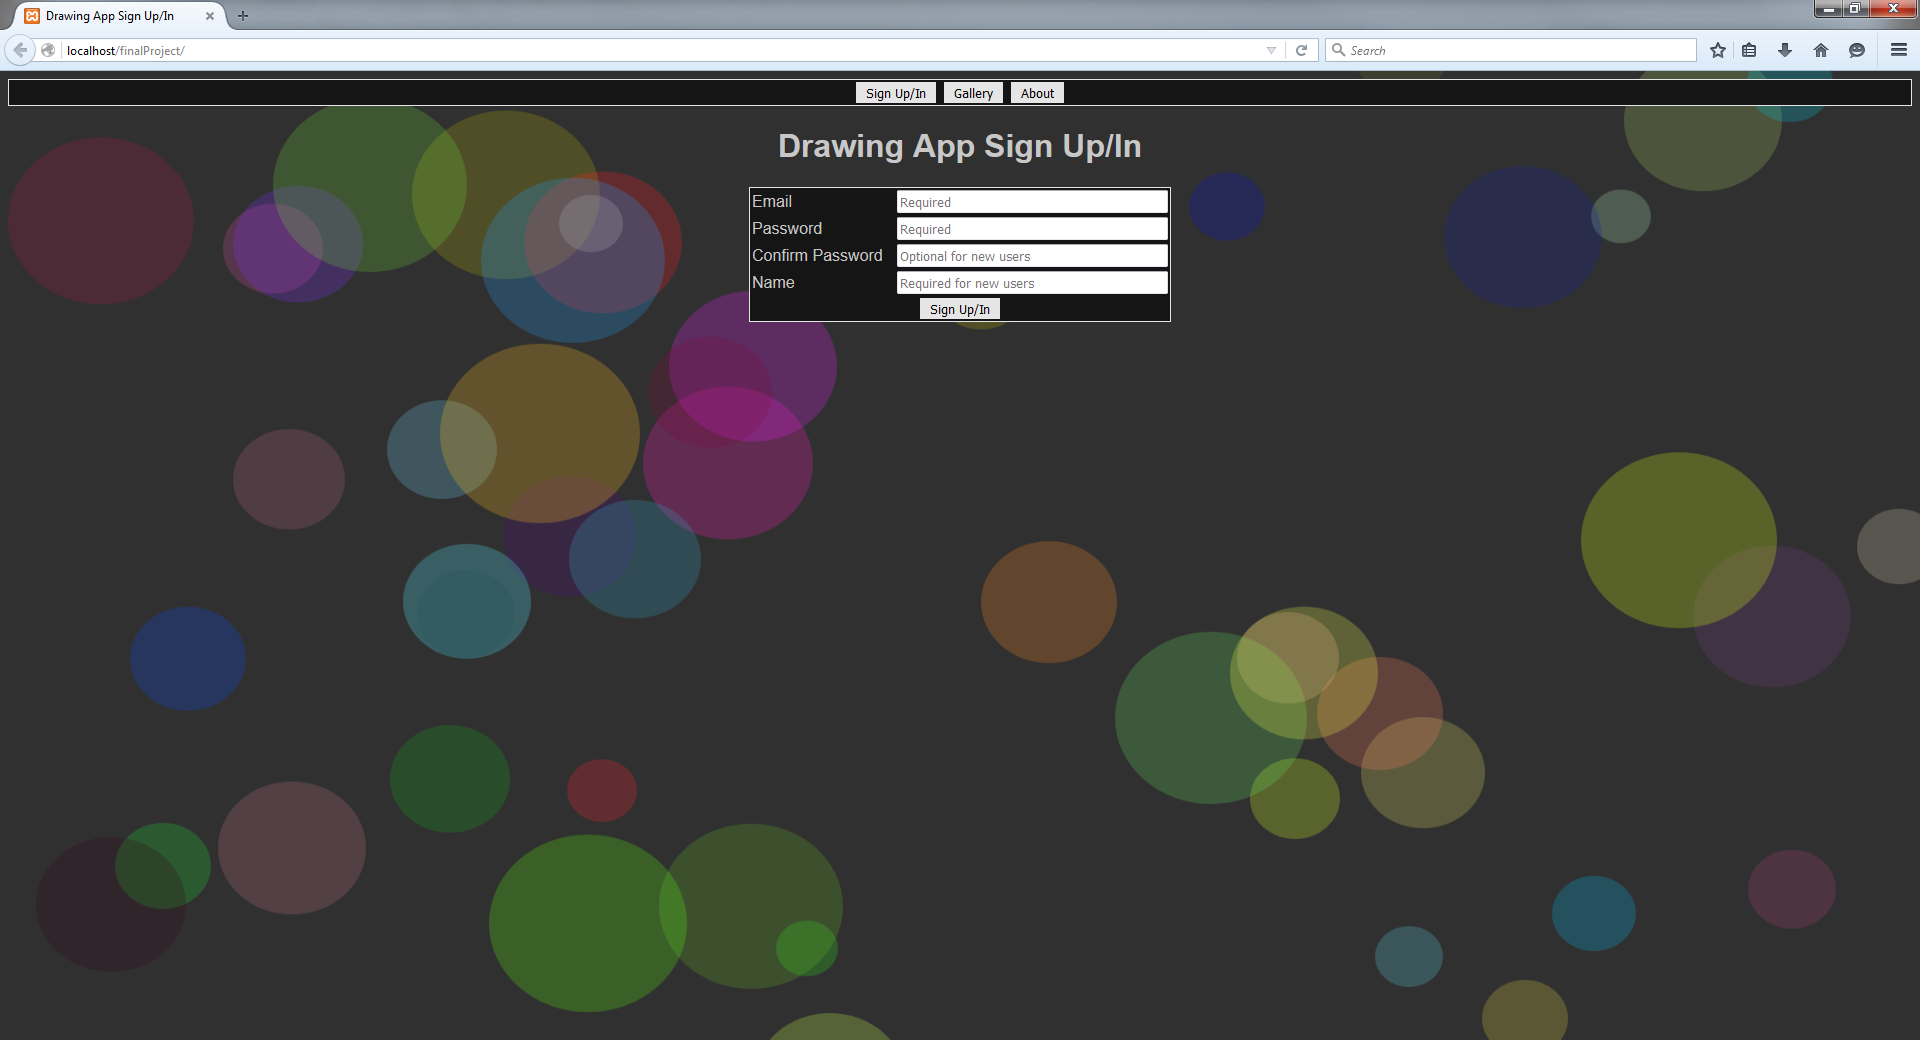 Drawing App Sign Up/In
localhost/finalProject/
Search
Sign Up/In Gallery About
Drawing App Sign Up/In
Email Required
Password Required
Confirm Password Optional for new users
Name Required for new users
Sign Up/In